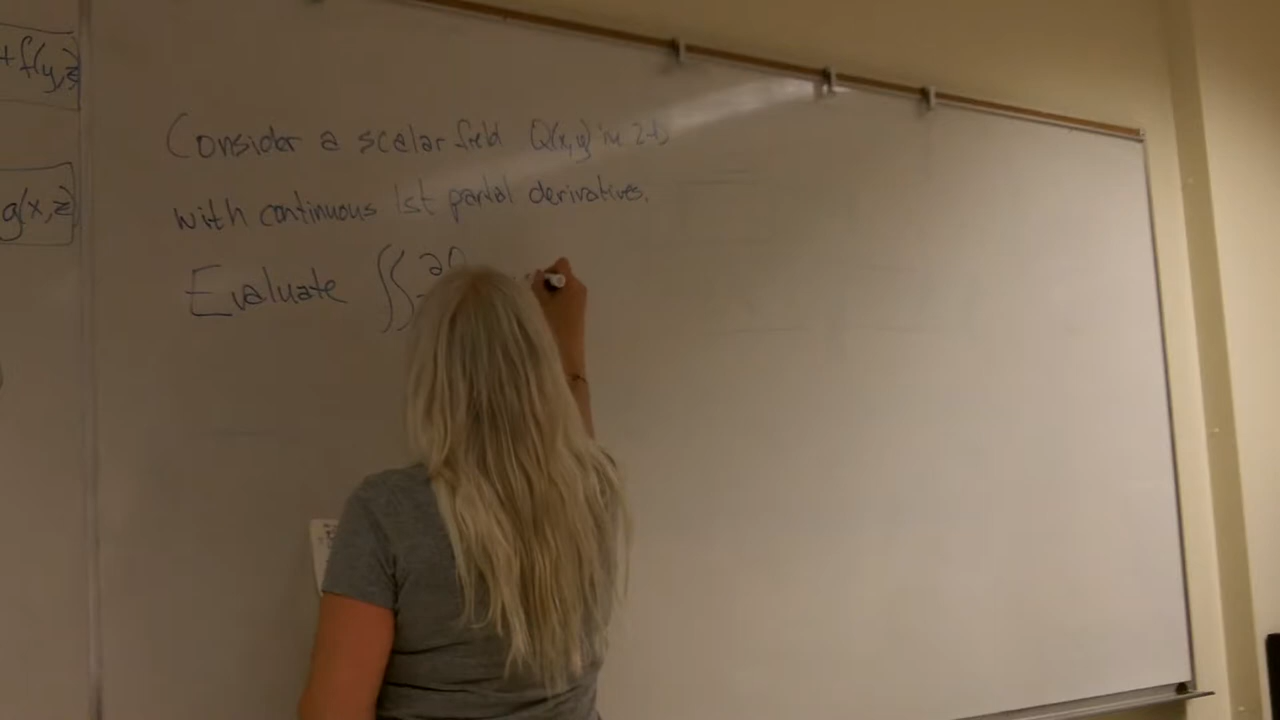 +f(y,z)
g(x,z)
Consider a scalar field Q(x,y) in 2-D
with continuous 1st partial derivatives.
Evaluate ∬ ∂Q